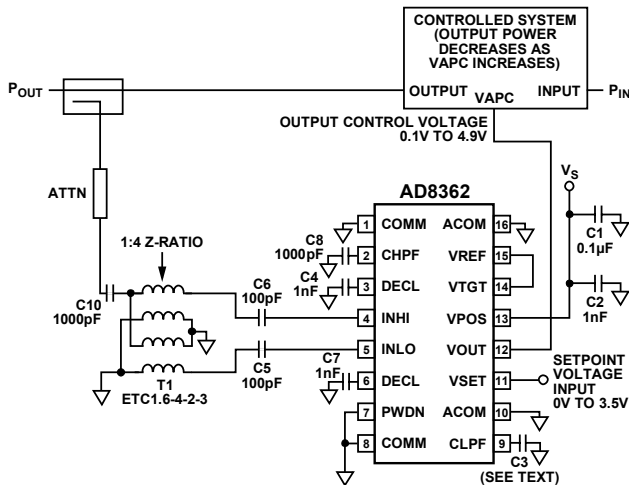 CONTROLLED SYSTEM
(OUTPUT POWER
DECREASES AS
VAPC INCREASES)
OUTPUT
VAPC
INPUT
POUT
PIN
OUTPUT CONTROL VOLTAGE
0.1V TO 4.9V
ATTN
1:4 Z-RATIO
C10
1000pF
T1
ETC1.6-4-2-3
C6
100pF
C5
100pF
C8
1000pF
C4
1nF
C7
1nF
AD8362
1 COMM
2 CHPF
3 DECL
4 INHI
5 INLO
6 DECL
7 PWDN
8 COMM
ACOM 16
VREF 15
VTGT 14
VPOS 13
VOUT 12
VSET 11
ACOM 10
CLPF 9
VS
C1
0.1µF
C2
1nF
SETPOINT
VOLTAGE
INPUT
0V TO 3.5V
C3
(SEE TEXT)